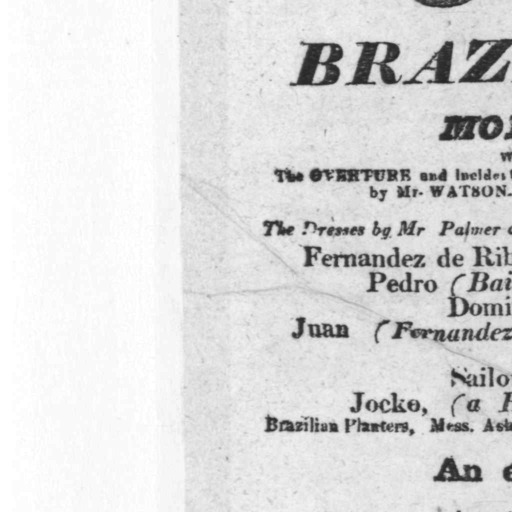 BRAZ
MO
The OVERTURE and Inciden
by Mr. WATSON.
The Dresses by Mr Palmer
Fernandez de Rib
Pedro (Bai
Domi
Juan (Fernandez
Sailo
Jocko, (a
Brazilian Planters, Mess. Ash
An e